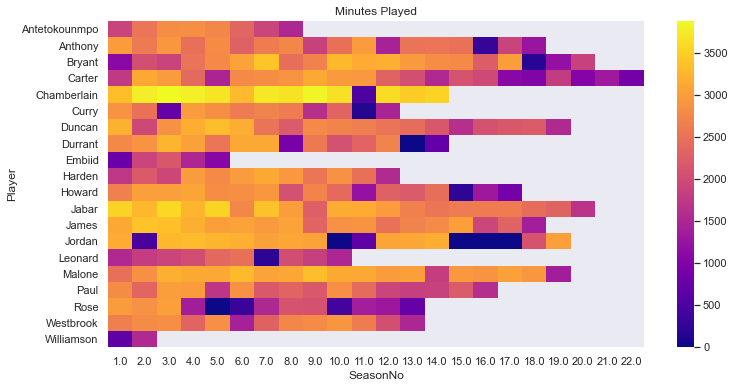 Minutes Played
Player
Antetokounmpo
Anthony
Bryant
Carter
Chamberlain
Curry
Duncan
Durrant
Embiid
Harden
Howard
Jabar
James
Jordan
Leonard
Malone
Paul
Rose
Westbrook
Williamson
1.0 2.0 3.0 4.0 5.0 6.0 7.0 8.0 9.0 10.0 11.0 12.0 13.0 14.0 15.0 16.0 17.0 18.0 19.0 20.0 21.0 22.0
SeasonNo
3500
3000
2500
2000
1500
1000
500
0